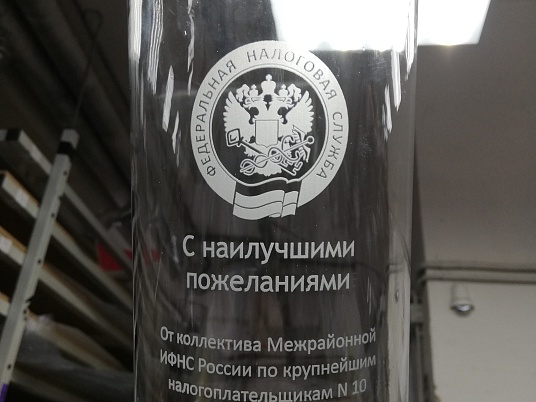 ФЕДЕРАЛЬНАЯ НАЛОГОВАЯ СЛУЖБА
С наилучшими
пожеланиями
От коллектива Межрайонной
ИФНС России по крупнейшим
налогоплательщикам N 10